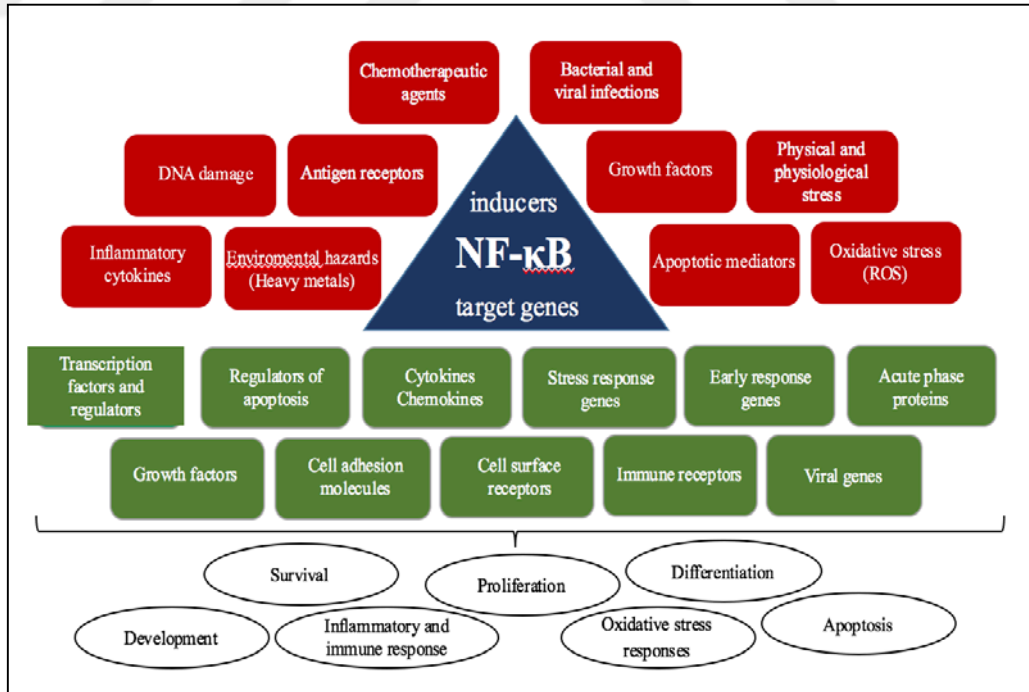 Chemotherapeutic
agents
Bacterial and
viral infections
DNA damage
Antigen receptors
Growth factors
Physical and
physiological
stress
Inflammatory
cytokines
Enviromental hazards
(Heavy metals)
Apoptotic mediators
Oxidative stress
(ROS)
inducers
NF-κB
target genes
Transcription
factors and
regulators
Regulators of
apoptosis
Cytokines
Chemokines
Stress response
genes
Early response
genes
Acute phase
proteins
Growth factors
Cell adhesion
molecules
Cell surface
receptors
Immune receptors
Viral genes
Survival
Proliferation
Differentiation
Development
Inflammatory and
immune response
Oxidative stress
responses
Apoptosis